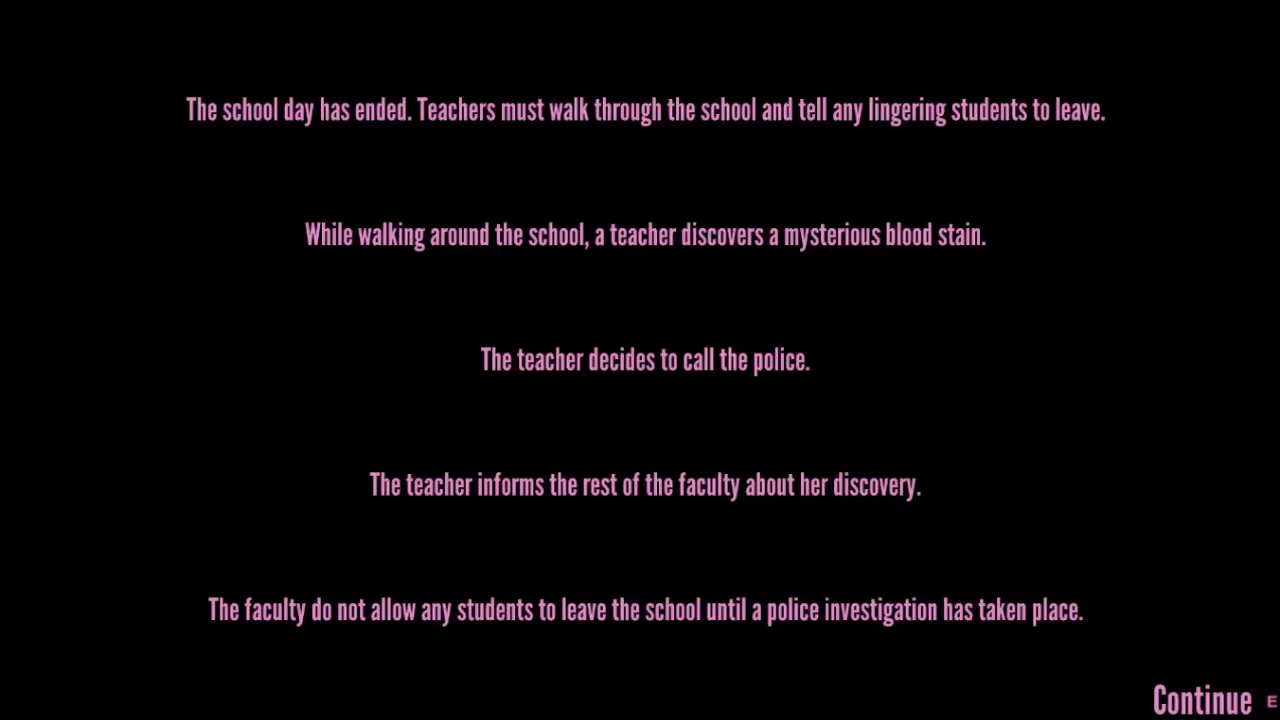 The school day has ended. Teachers must walk through the school and tell any lingering students to leave.
While walking around the school, a teacher discovers a mysterious blood stain.
The teacher decides to call the police.
The teacher informs the rest of the faculty about her discovery.
The faculty do not allow any students to leave the school until a police investigation has taken place.
Continue E